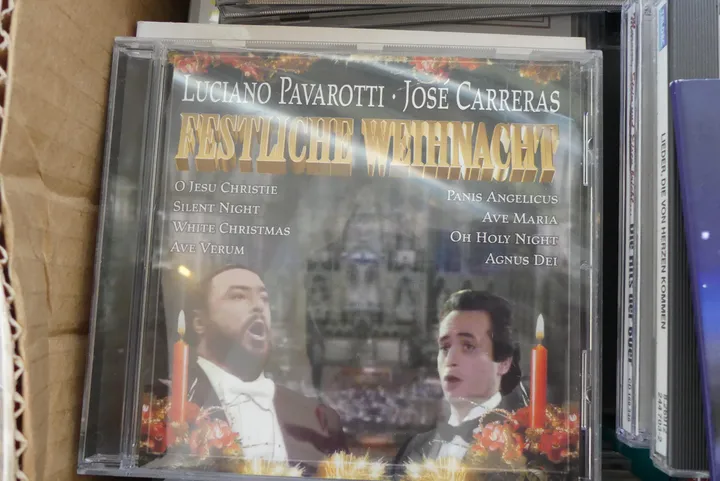 LUCIANO PAVAROTTI · JOSÉ CARRERAS
FESTLICHE WEIHNACHT
O JESU CHRISTIE
SILENT NIGHT
WHITE CHRISTMAS
AVE VERUM
PANIS ANGELICUS
AVE MARIA
OH HOLY NIGHT
AGNUS DEI
LIEDER, DIE VON HERZEN KOMMEN